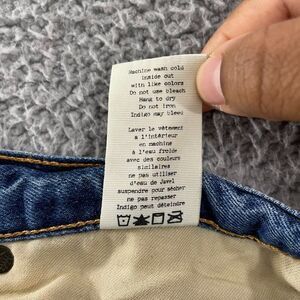 Machine wash cold
Inside out
with like colors
Do not use bleach
Hang to dry
Do not iron
Indigo may bleed
Laver le vêtement
à l'intérieur
en machine
à l'eau froide
avec des couleurs
similaires
ne pas utiliser
d'eau de Javel
suspendre pour sécher
ne pas repasser
Indigo peut déteindre